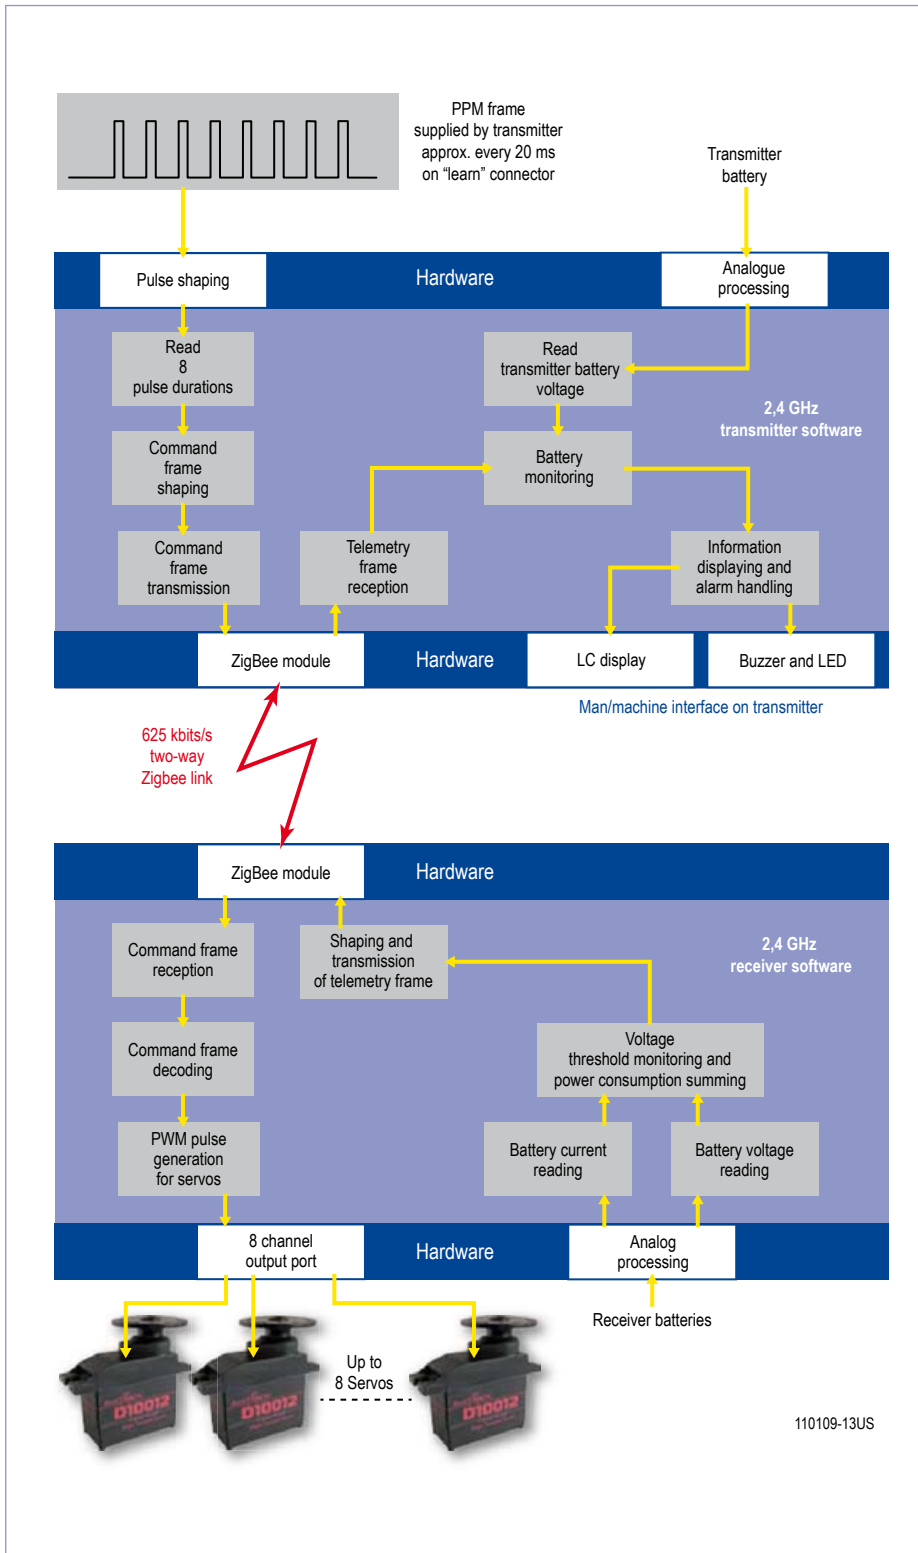 PPM frame
supplied by transmitter
approx. every 20 ms
on “learn” connector
Transmitter
battery
Pulse shaping
Hardware
Analogue
processing
Read
8
pulse durations
Read
transmitter battery
voltage
2,4 GHz
transmitter software
Command
frame
shaping
Battery
monitoring
Command
frame
transmission
Telemetry
frame
reception
Information
displaying and
alarm handling
ZigBee module
Hardware
LC display
Buzzer and LED
Man/machine interface on transmitter
625 kbits/s
two-way
Zigbee link
ZigBee module
Hardware
Command frame
reception
Shaping and
transmission
of telemetry frame
2,4 GHz
receiver software
Command frame
decoding
Voltage
threshold monitoring and
power consumption summing
PWM pulse
generation
for servos
Battery current
reading
Battery voltage
reading
8 channel
output port
Hardware
Analog
processing
Receiver batteries
D10012
D10012
Up to
8 Servos
D10012
110109-13US